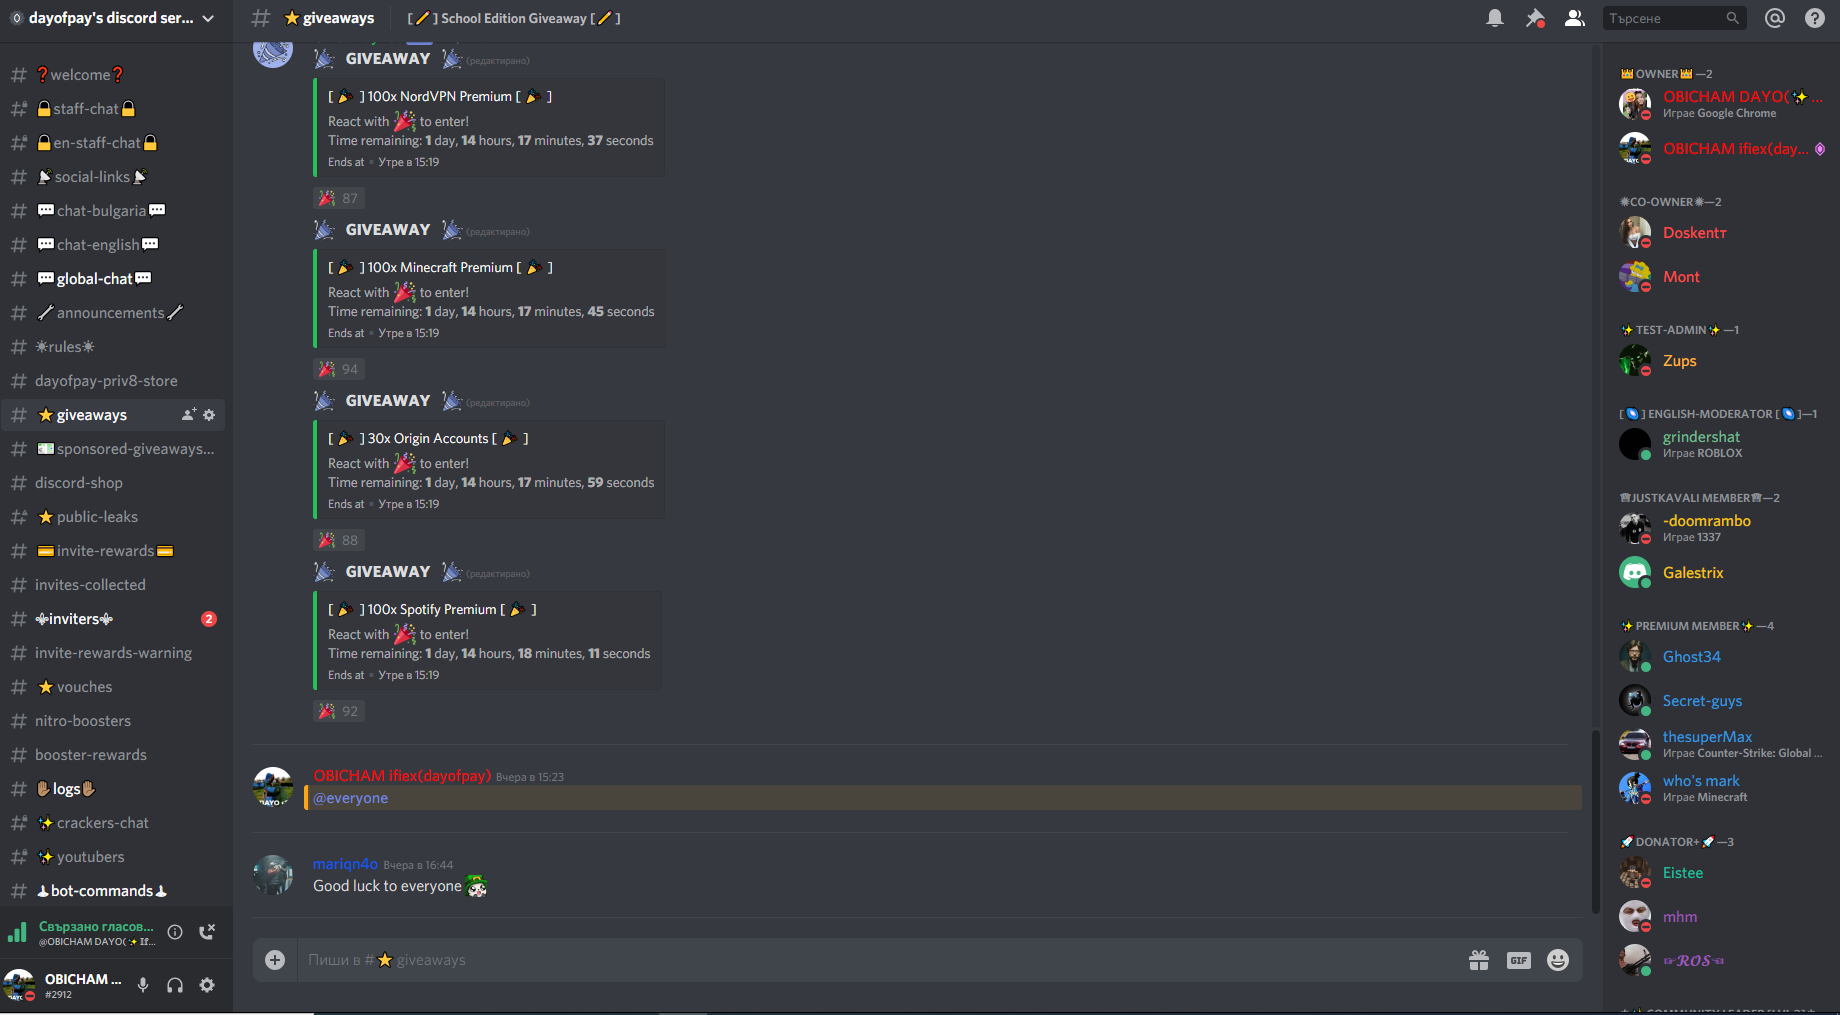 dayofpay's discord ser...
❓welcome❓
🔒staff-chat🔒
🔒en-staff-chat🔒
📡social-links📡
💬chat-bulgaria💬
💬chat-english💬
💬global-chat💬
🔧announcements🔧
☀rules☀
dayofpay-priv8-store
⭐giveaways
💵sponsored-giveaways...
discord-shop
⭐public-leaks
💳invite-rewards💳
invites-collected
⚜inviters⚜ 2
invite-rewards-warning
⭐vouches
nitro-boosters
booster-rewards
✋🏽logs✋🏽
✨crackers-chat
✨youtubers
bot-commands
Свързано гласов...
@OBICHAM DAYO(✨ If...
OBICHAM ...
#2912
# ⭐giveaways [✏️] School Edition Giveaway [✏️]
Търсене
🎉 GIVEAWAY 🎉 (редактирано)
[ 🎉 ] 100x NordVPN Premium [ 🎉 ]
React with 🎉 to enter!
Time remaining: 1 day, 14 hours, 17 minutes, 37 seconds
Ends at • Утре в 15:19
🎉 87
🎉 GIVEAWAY 🎉 (редактирано)
[ 🎉 ] 100x Minecraft Premium [ 🎉 ]
React with 🎉 to enter!
Time remaining: 1 day, 14 hours, 17 minutes, 45 seconds
Ends at • Утре в 15:19
🎉 94
🎉 GIVEAWAY 🎉 (редактирано)
[ 🎉 ] 30x Origin Accounts [ 🎉 ]
React with 🎉 to enter!
Time remaining: 1 day, 14 hours, 17 minutes, 59 seconds
Ends at • Утре в 15:19
🎉 88
🎉 GIVEAWAY 🎉 (редактирано)
[ 🎉 ] 100x Spotify Premium [ 🎉 ]
React with 🎉 to enter!
Time remaining: 1 day, 14 hours, 18 minutes, 11 seconds
Ends at • Утре в 15:19
🎉 92
OBICHAM ifiex(dayofpay) Вчера в 15:23
@everyone
mariqn4o Вчера в 16:44
Good luck to everyone
Пиши в #⭐giveaways
GIF
👑OWNER👑—2
OBICHAM DAYO(✨ ...
Играе Google Chrome
OBICHAM ifiex(day...
✹CO-OWNER✹—2
Doskentт
Mont
✨TEST-ADMIN✨—1
Zups
[🌀] ENGLISH-MODERATOR [🌀]—1
grindershat
Играе ROBLOX
♕JUSTKAVALI MEMBER♕—2
-doomrambo
Играе 1337
Galestrix
✨PREMIUM MEMBER✨—4
Ghost34
Secret-guys
thesuperMax
Играе Counter-Strike: Global ...
who's mark
Играе Minecraft
🚀DONATOR+🚀—3
Eistee
mhm
☞𝓡𝓞𝓢☜